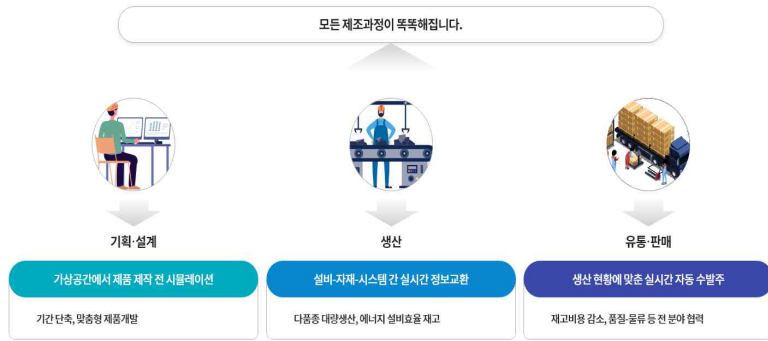 모든 제조과정이 똑똑해집니다.
기획·설계
생산
유통·판매
가상공간에서 제품 제작 전 시뮬레이션
설비-자재-시스템 간 실시간 정보교환
생산 현황에 맞춘 실시간 자동 수발주
기간 단축, 맞춤형 제품개발
다품종 대량생산, 에너지 설비효율 재고
재고비용 감소, 품질·물류 등 전 분야 협력